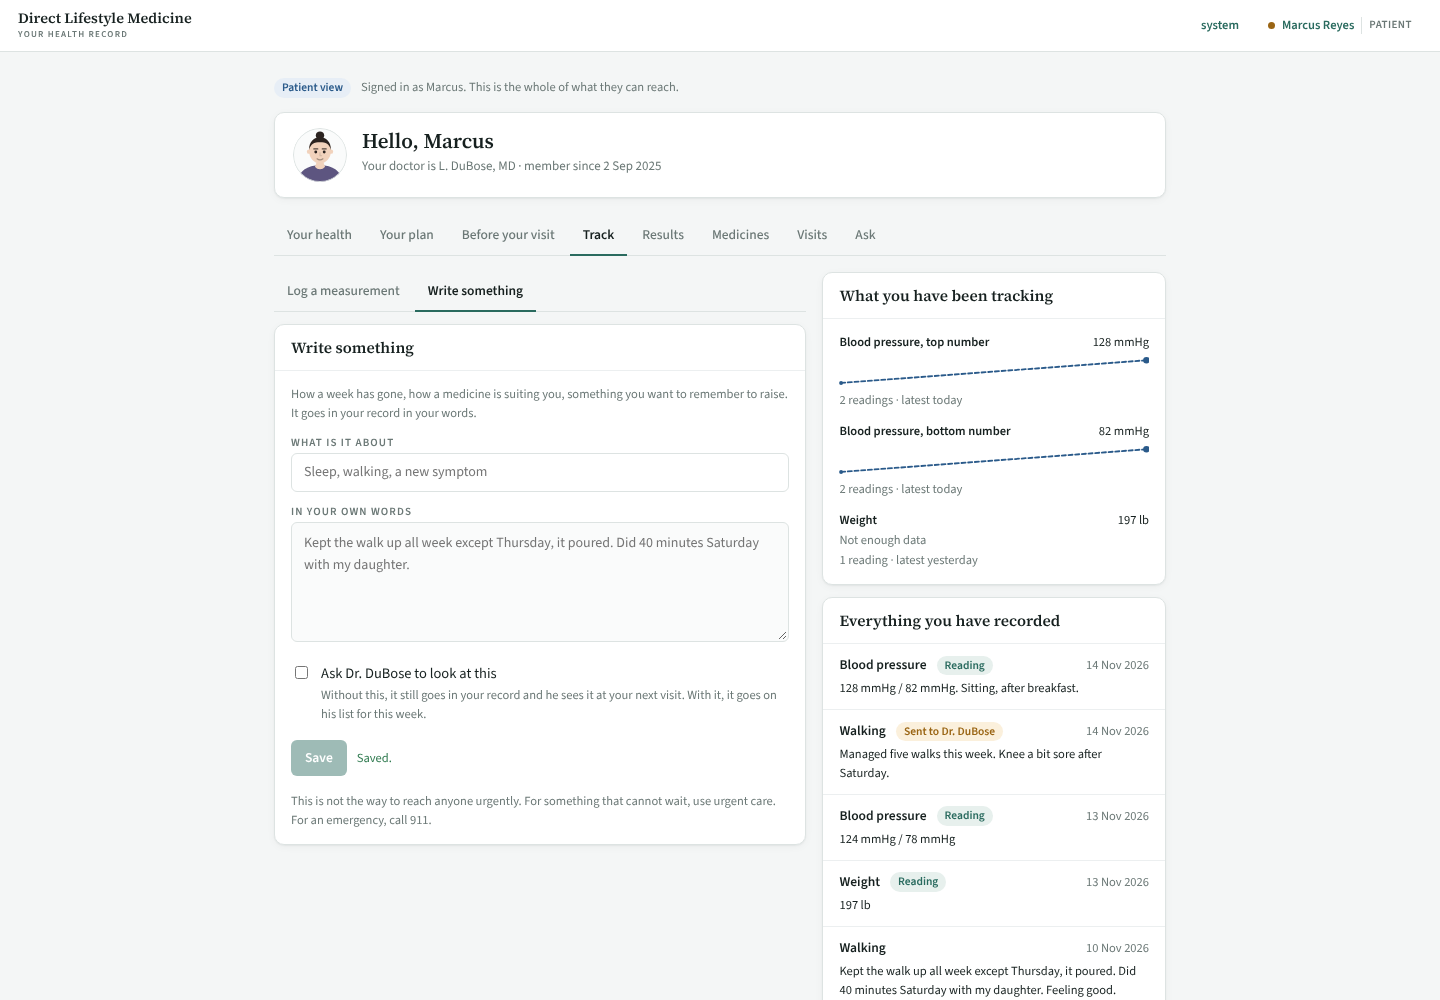 Direct Lifestyle Medicine
YOUR HEALTH RECORD
system
Marcus Reyes
PATIENT
Patient view
Signed in as Marcus. This is the whole of what they can reach.
Hello, Marcus
Your doctor is L. DuBose, MD · member since 2 Sep 2025
Your health
Your plan
Before your visit
Track
Results
Medicines
Visits
Ask
Log a measurement
Write something
Write something
How a week has gone, how a medicine is suiting you, something you want to remember to raise.
It goes in your record in your words.
WHAT IS IT ABOUT
Sleep, walking, a new symptom
IN YOUR OWN WORDS
Kept the walk up all week except Thursday, it poured. Did 40 minutes Saturday
with my daughter.
Ask Dr. DuBose to look at this
Without this, it still goes in your record and he sees it at your next visit. With it, it goes on
his list for this week.
Save
Saved.
This is not the way to reach anyone urgently. For something that cannot wait, use urgent care.
For an emergency, call 911.
What you have been tracking
Blood pressure, top number
128 mmHg
2 readings · latest today
Blood pressure, bottom number
82 mmHg
2 readings · latest today
Weight
197 lb
Not enough data
1 reading · latest yesterday
Everything you have recorded
Blood pressure
Reading
14 Nov 2026
128 mmHg / 82 mmHg. Sitting, after breakfast.
Walking
Sent to Dr. DuBose
14 Nov 2026
Managed five walks this week. Knee a bit sore after
Saturday.
Blood pressure
Reading
13 Nov 2026
124 mmHg / 78 mmHg
Weight
Reading
13 Nov 2026
197 lb
Walking
10 Nov 2026
Kept the walk up all week except Thursday, it poured. Did
40 minutes Saturday with my daughter. Feeling good.